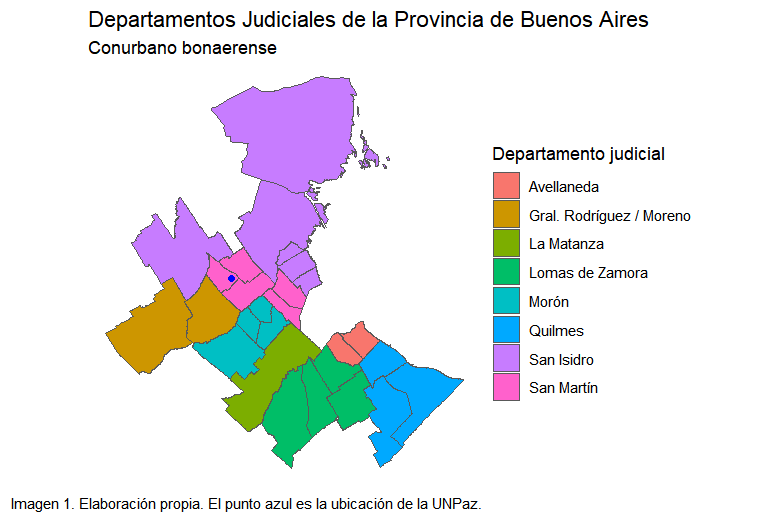 Departamentos Judiciales de la Provincia de Buenos Aires
Conurbano bonaerense
Departamento judicial
Avellaneda
Gral. Rodríguez / Moreno
La Matanza
Lomas de Zamora
Morón
Quilmes
San Isidro
San Martín
Imagen 1. Elaboración propia. El punto azul es la ubicación de la UNPaz.